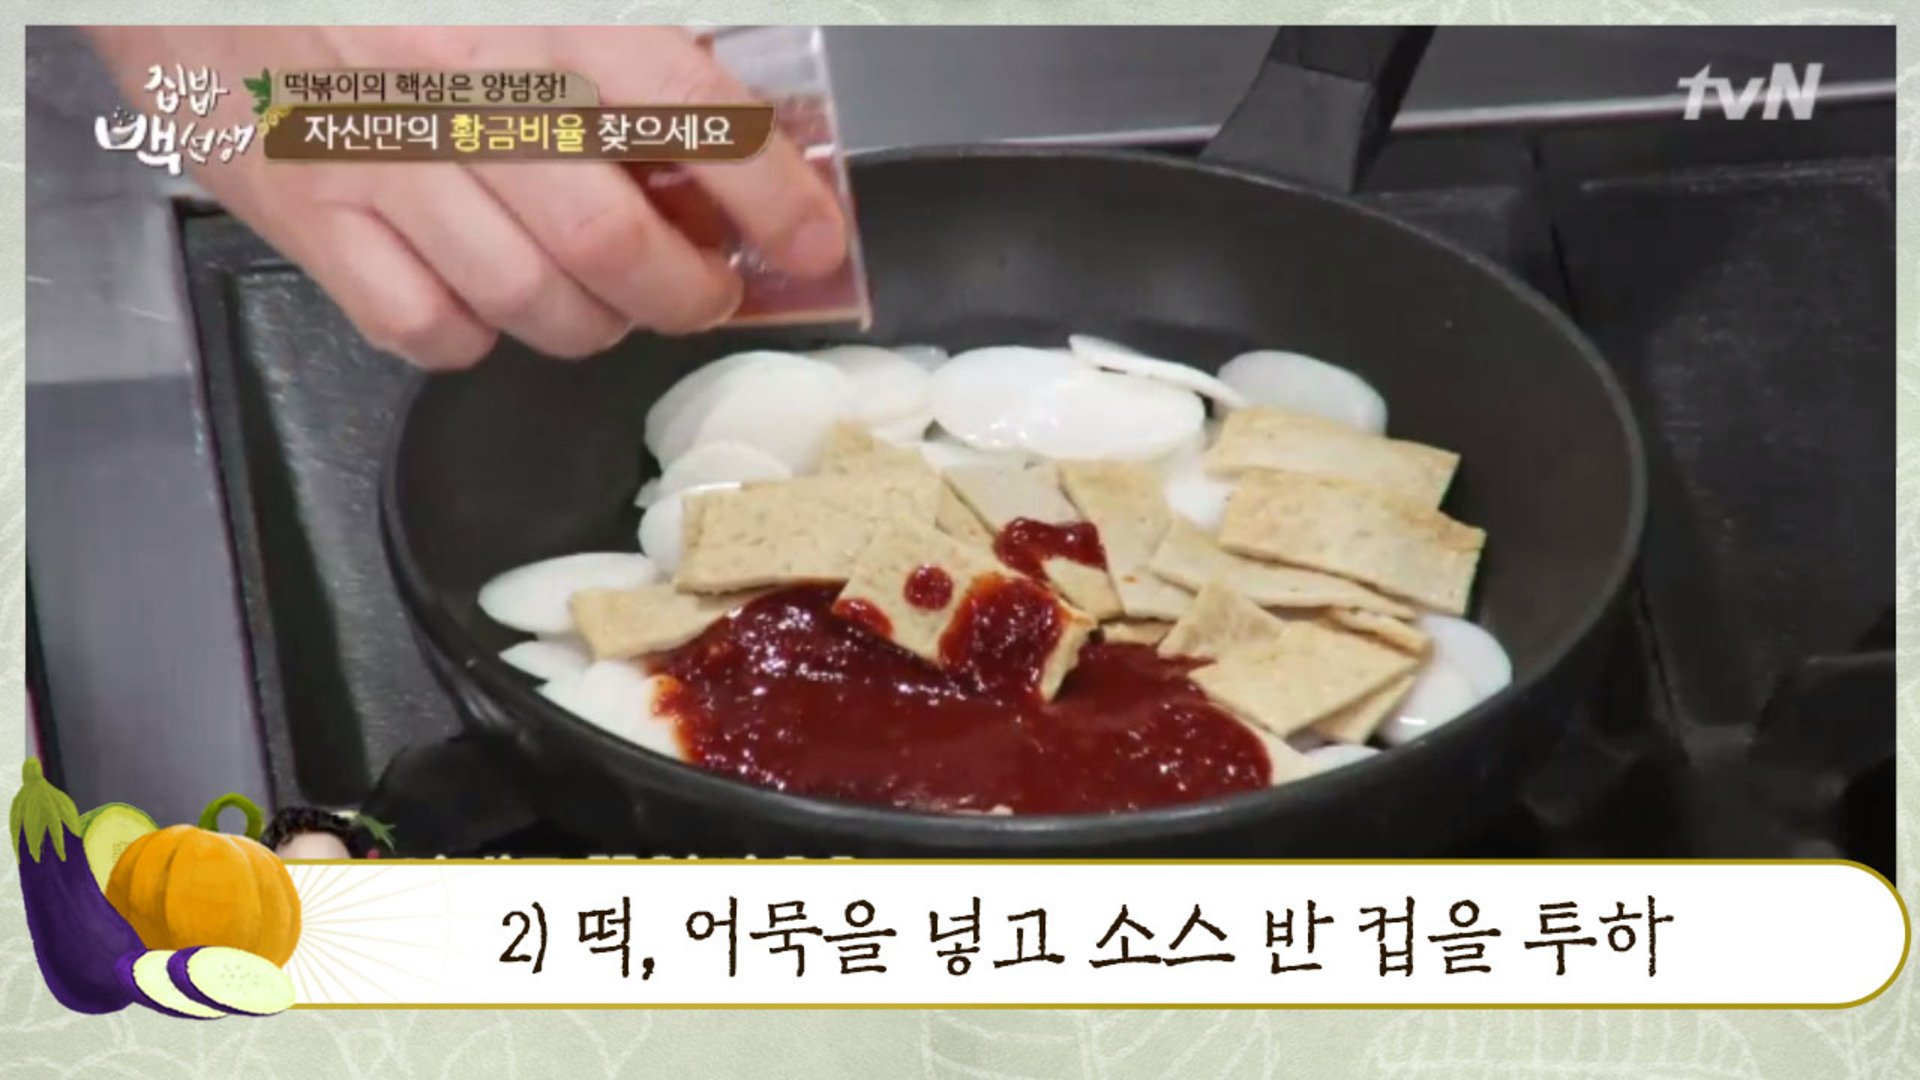 집밥
백선생
떡볶이의 핵심은 양념장!
자신만의 황금비율 찾으세요
tvN
2) 떡, 어묵을 넣고 소스 반 컵을 투하